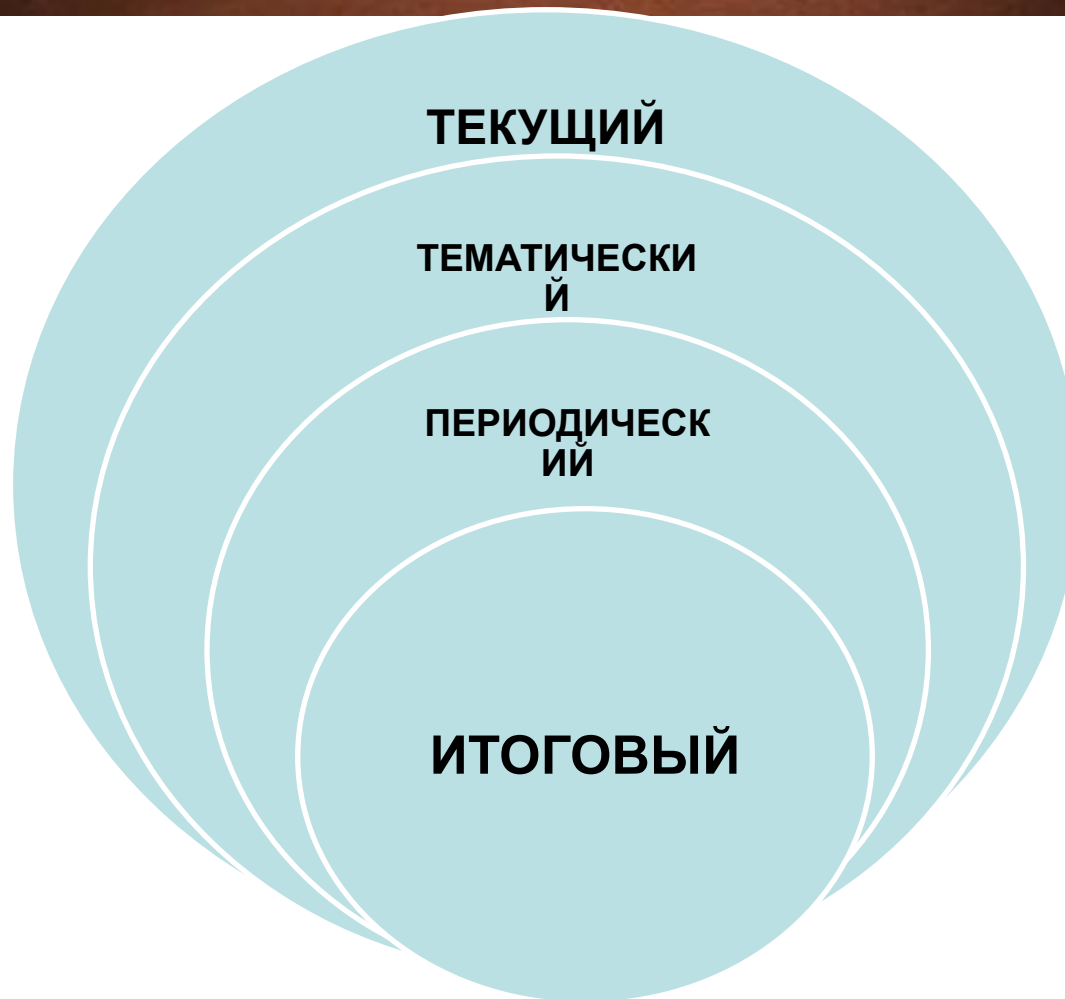 ТЕКУЩИЙ
ТЕМАТИЧЕСКИ
Й
ПЕРИОДИЧЕСК
ИЙ
ИТОГОВЫЙ